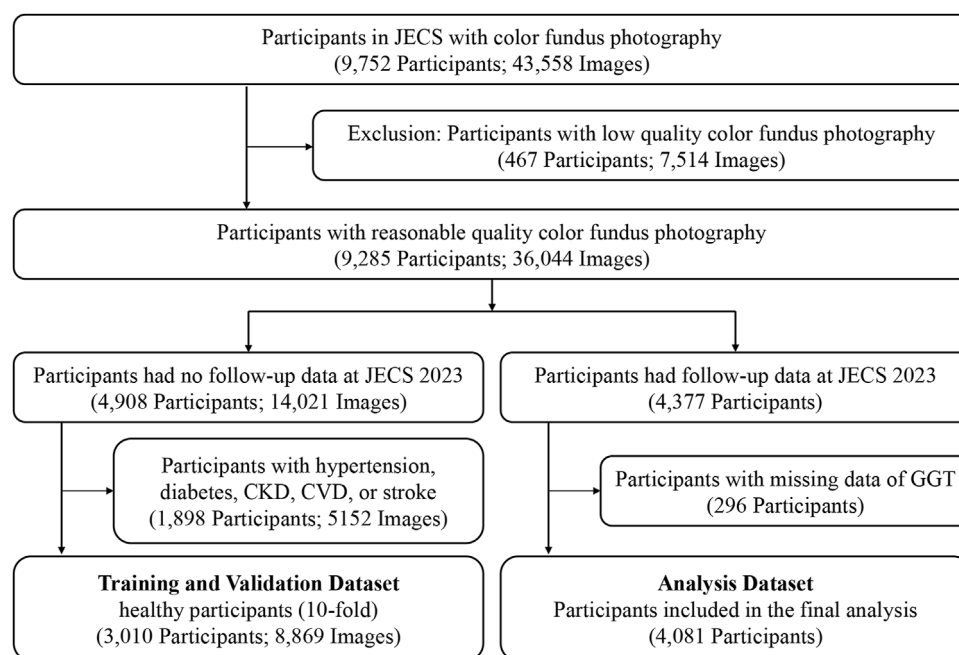 Participants in JECS with color fundus photography
(9,752 Participants; 43,558 Images)
Exclusion: Participants with low quality color fundus photography
(467 Participants; 7,514 Images)
Participants with reasonable quality color fundus photography
(9,285 Participants; 36,044 Images)
Participants had no follow-up data at JECS 2023
(4,908 Participants; 14,021 Images)
Participants had follow-up data at JECS 2023
(4,377 Participants)
Participants with hypertension,
diabetes, CKD, CVD, or stroke
(1,898 Participants; 5152 Images)
Participants with missing data of GGT
(296 Participants)
Training and Validation Dataset
healthy participants (10-fold)
(3,010 Participants; 8,869 Images)
Analysis Dataset
Participants included in the final analysis
(4,081 Participants)